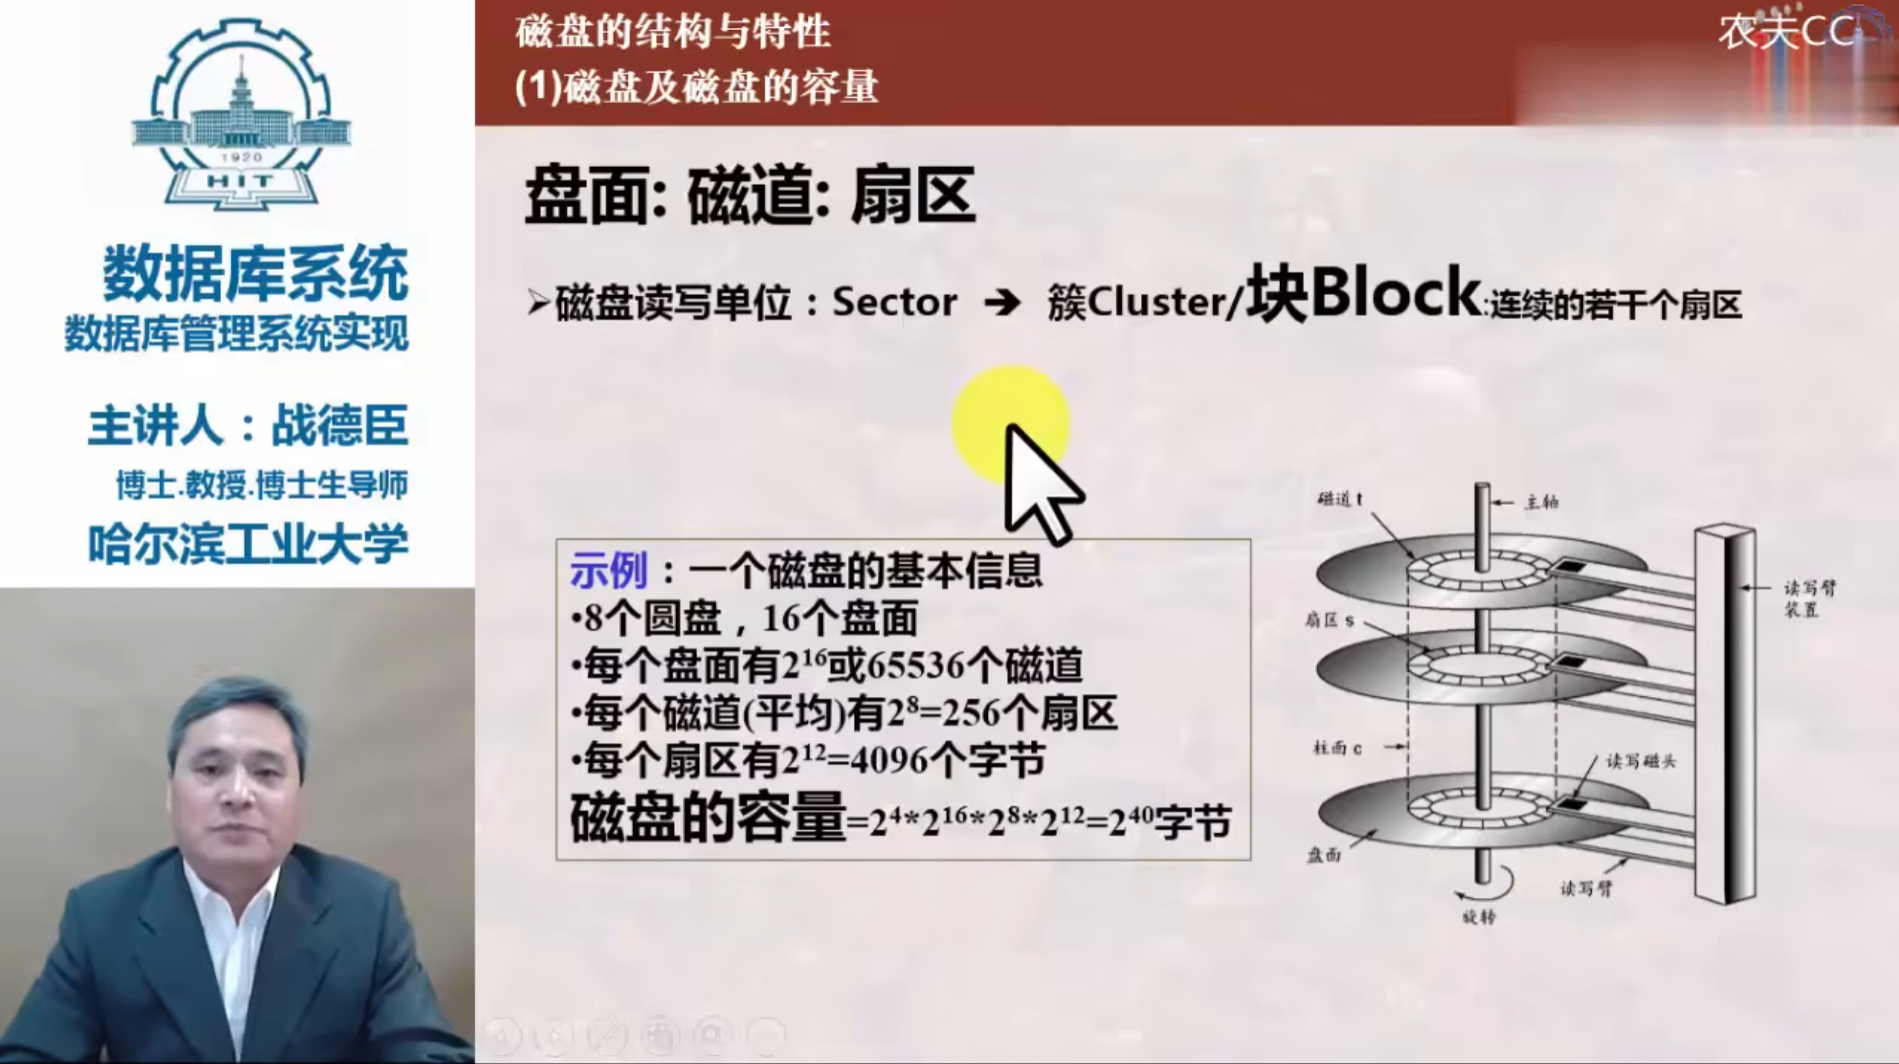 磁盘的结构与特性
(1)磁盘及磁盘的容量
农夫CC
1920
HIT
数据库系统
数据库管理系统实现
主讲人：战德臣
博士.教授.博士生导师
哈尔滨工业大学
盘面: 磁道: 扇区
➢磁盘读写单位：Sector ➔ 簇Cluster/块Block:连续的若干个扇区
示例：一个磁盘的基本信息
•8个圆盘，16个盘面
•每个盘面有2¹⁶或65536个磁道
•每个磁道(平均)有2⁸=256个扇区
•每个扇区有2¹²=4096个字节
磁盘的容量=2⁴*2¹⁶*2⁸*2¹²=2⁴⁰字节
磁道 t
主轴
扇区 s
读写臂
装置
柱面 c
读写磁头
盘面
读写臂
旋转